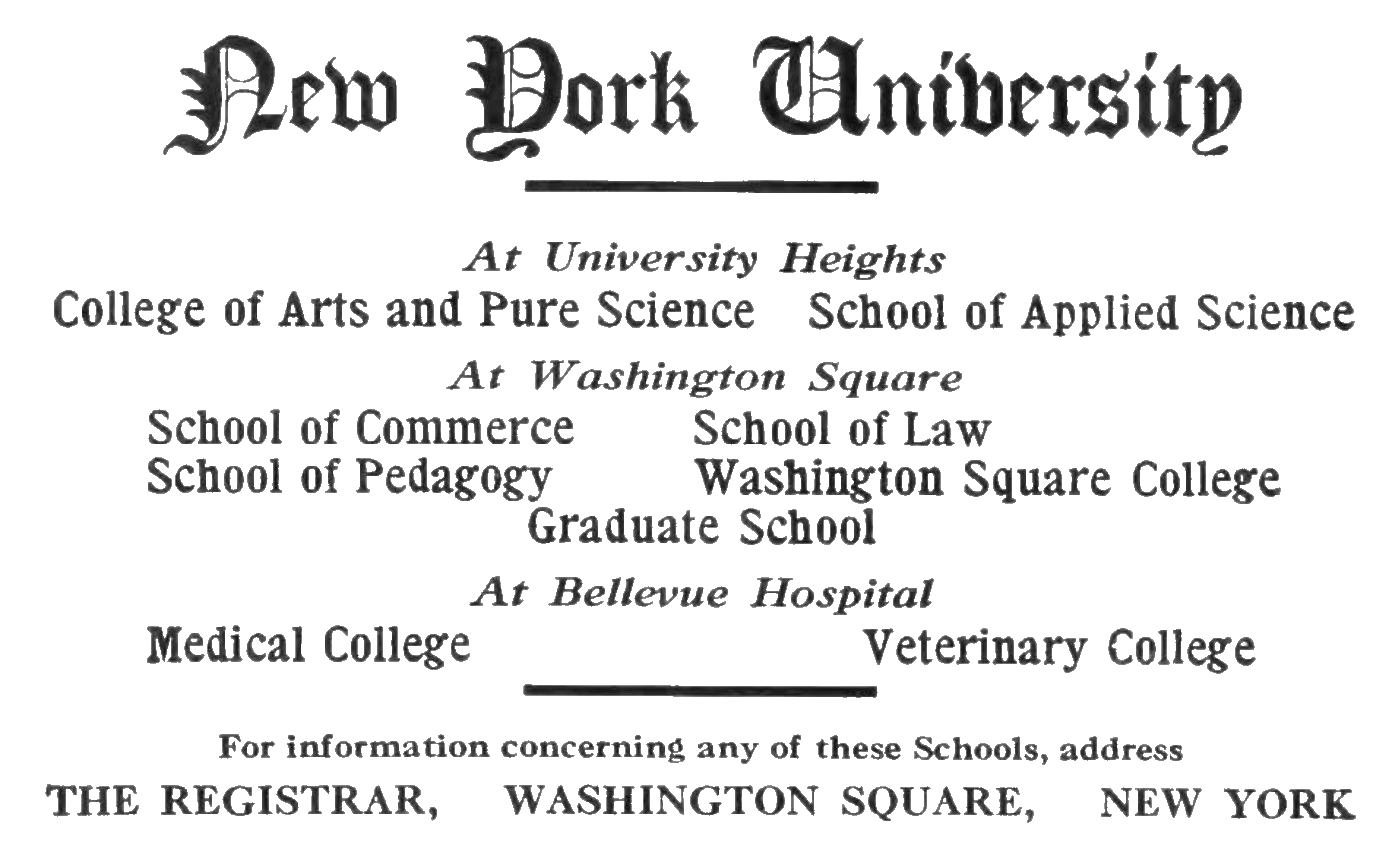 New York University
At University Heights
College of Arts and Pure Science School of Applied Science
At Washington Square
School of Commerce School of Law
School of Pedagogy Washington Square College
Graduate School
At Bellevue Hospital
Medical College Veterinary College
For information concerning any of these Schools, address
THE REGISTRAR, WASHINGTON SQUARE, NEW YORK